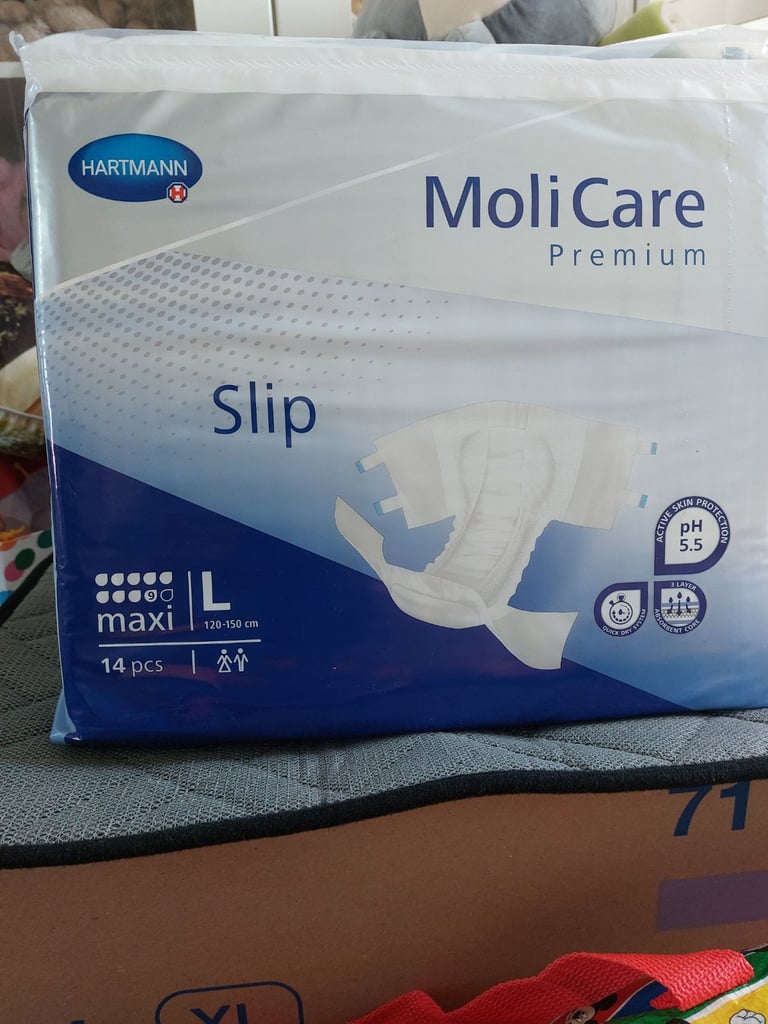 HARTMANN
H
MoliCare
Premium
Slip
ACTIVE SKIN PROTECTION
pH
5.5
QUICK DRY SYSTEM
3 LAYER
ABSORBENT CORE
9
maxi
L
120-150 cm
14 pcs
71
XL